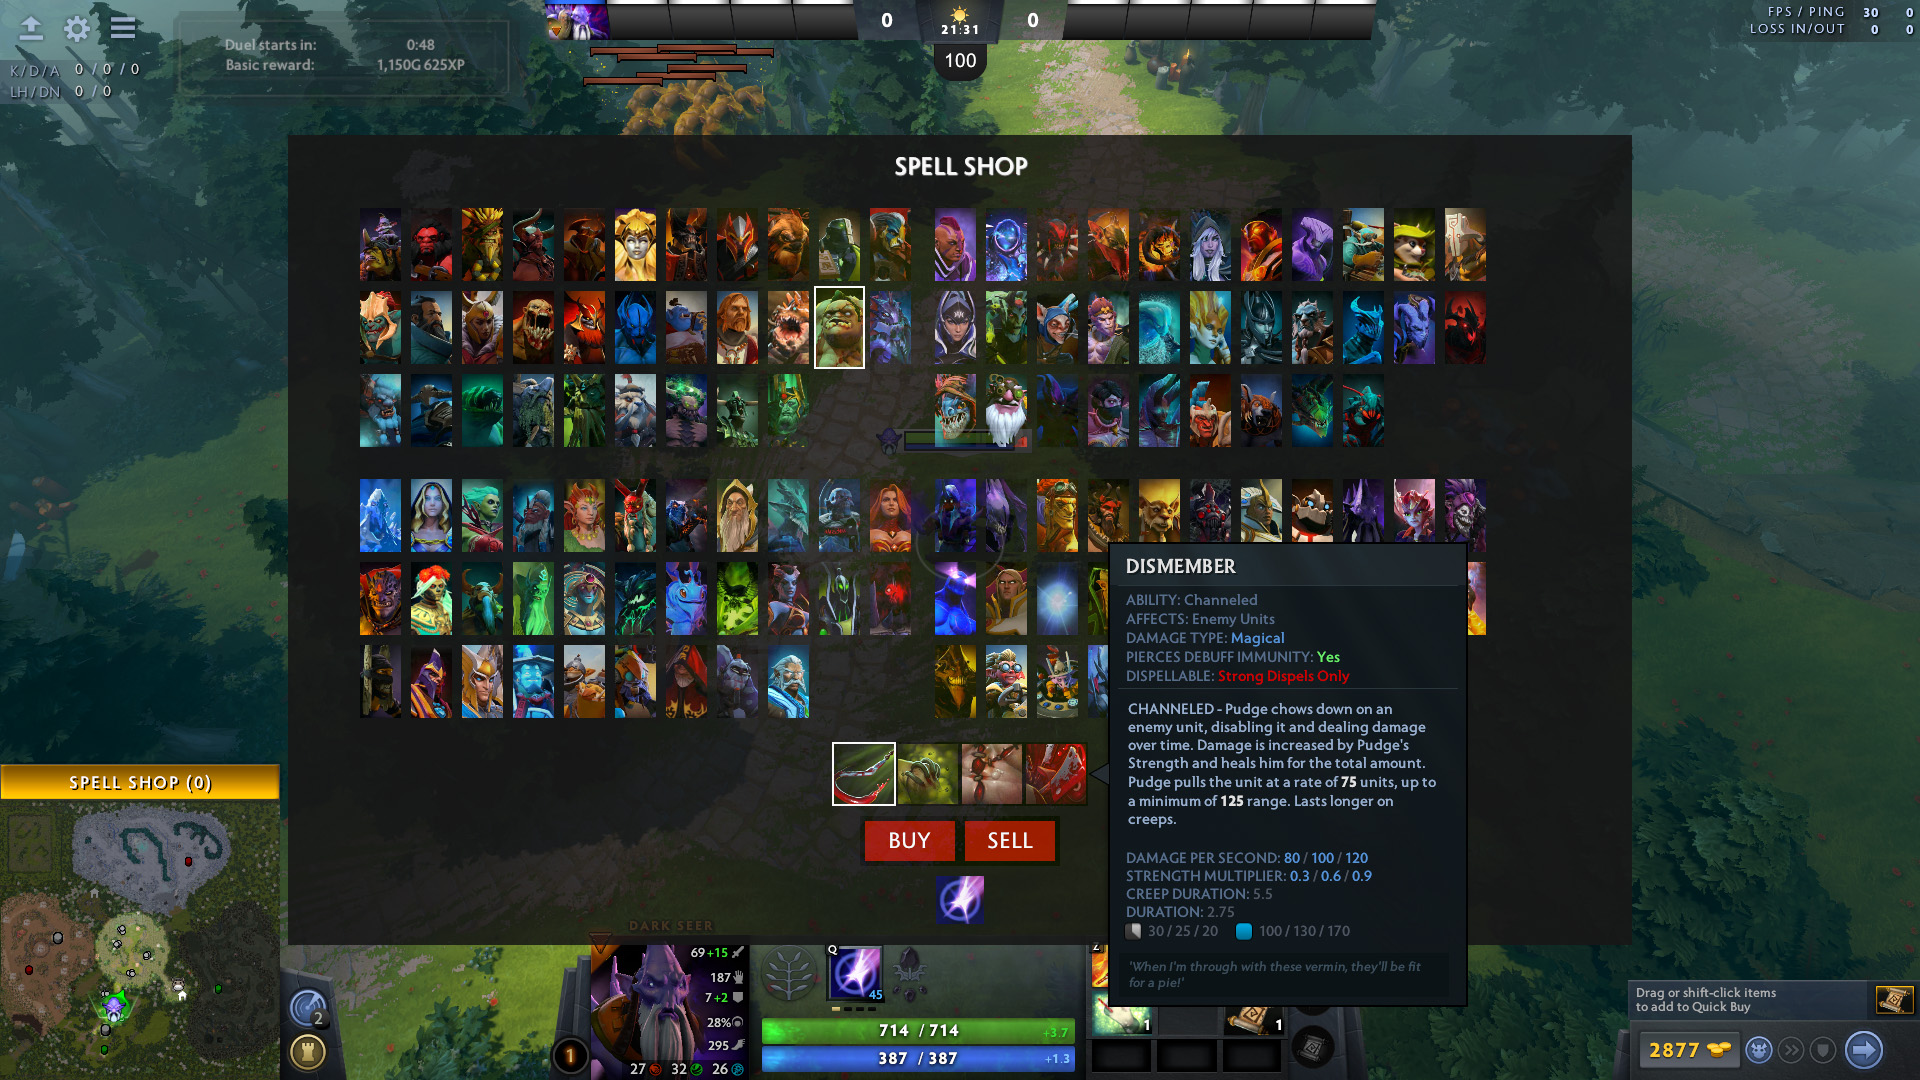 Duel starts in: 0:48
Basic reward: 1,150G 625XP
K/D/A 0 / 0 / 0
LH/DN 0 / 0
0
21:31
0
100
FPS / PING 30 0
LOSS IN/OUT 0 0
SPELL SHOP
DISMEMBER
ABILITY: Channeled
AFFECTS: Enemy Units
DAMAGE TYPE: Magical
PIERCES DEBUFF IMMUNITY: Yes
DISPELLABLE: Strong Dispels Only
CHANNELED - Pudge chows down on an
enemy unit, disabling it and dealing damage
over time. Damage is increased by Pudge's
Strength and heals him for the total amount.
Pudge pulls the unit at a rate of 75 units, up to
a minimum of 125 range. Lasts longer on
creeps.
DAMAGE PER SECOND: 80 / 100 / 120
STRENGTH MULTIPLIER: 0.3 / 0.6 / 0.9
CREEP DURATION: 5.5
DURATION: 2.75
30 / 25 / 20 100 / 130 / 170
'When I'm through with these vermin, they'll be fit
for a pie!'
BUY SELL
SPELL SHOP (0)
2
1
DARK SEER
69 +15
187
7 +2
28%
295
27 32 26
Q
45
714 / 714 +3.7
387 / 387 +1.3
Z
1
1
Drag or shift-click items
to add to Quick Buy
2877